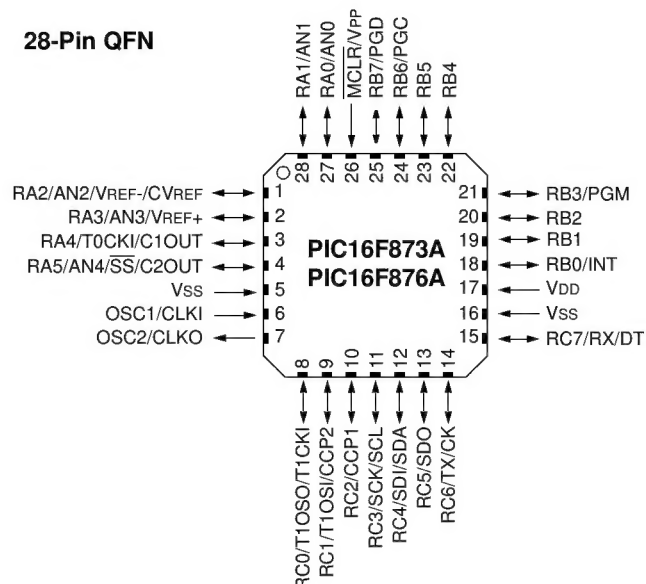 28-Pin QFN
RA1/AN1
RA0/AN0
MCLR/VPP
RB7/PGD
RB6/PGC
RB5
RB4
28
27
26
25
24
23
22
RA2/AN2/VREF-/CVREF
1
RA3/AN3/VREF+
2
RA4/T0CKI/C1OUT
3
RA5/AN4/SS/C2OUT
4
VSS
5
OSC1/CLKI
6
OSC2/CLKO
7
PIC16F873A
PIC16F876A
21
RB3/PGM
20
RB2
19
RB1
18
RB0/INT
17
VDD
16
VSS
15
RC7/RX/DT
8
9
10
11
12
13
14
RC0/T1OSO/T1CKI
RC1/T1OSI/CCP2
RC2/CCP1
RC3/SCK/SCL
RC4/SDI/SDA
RC5/SDO
RC6/TX/CK